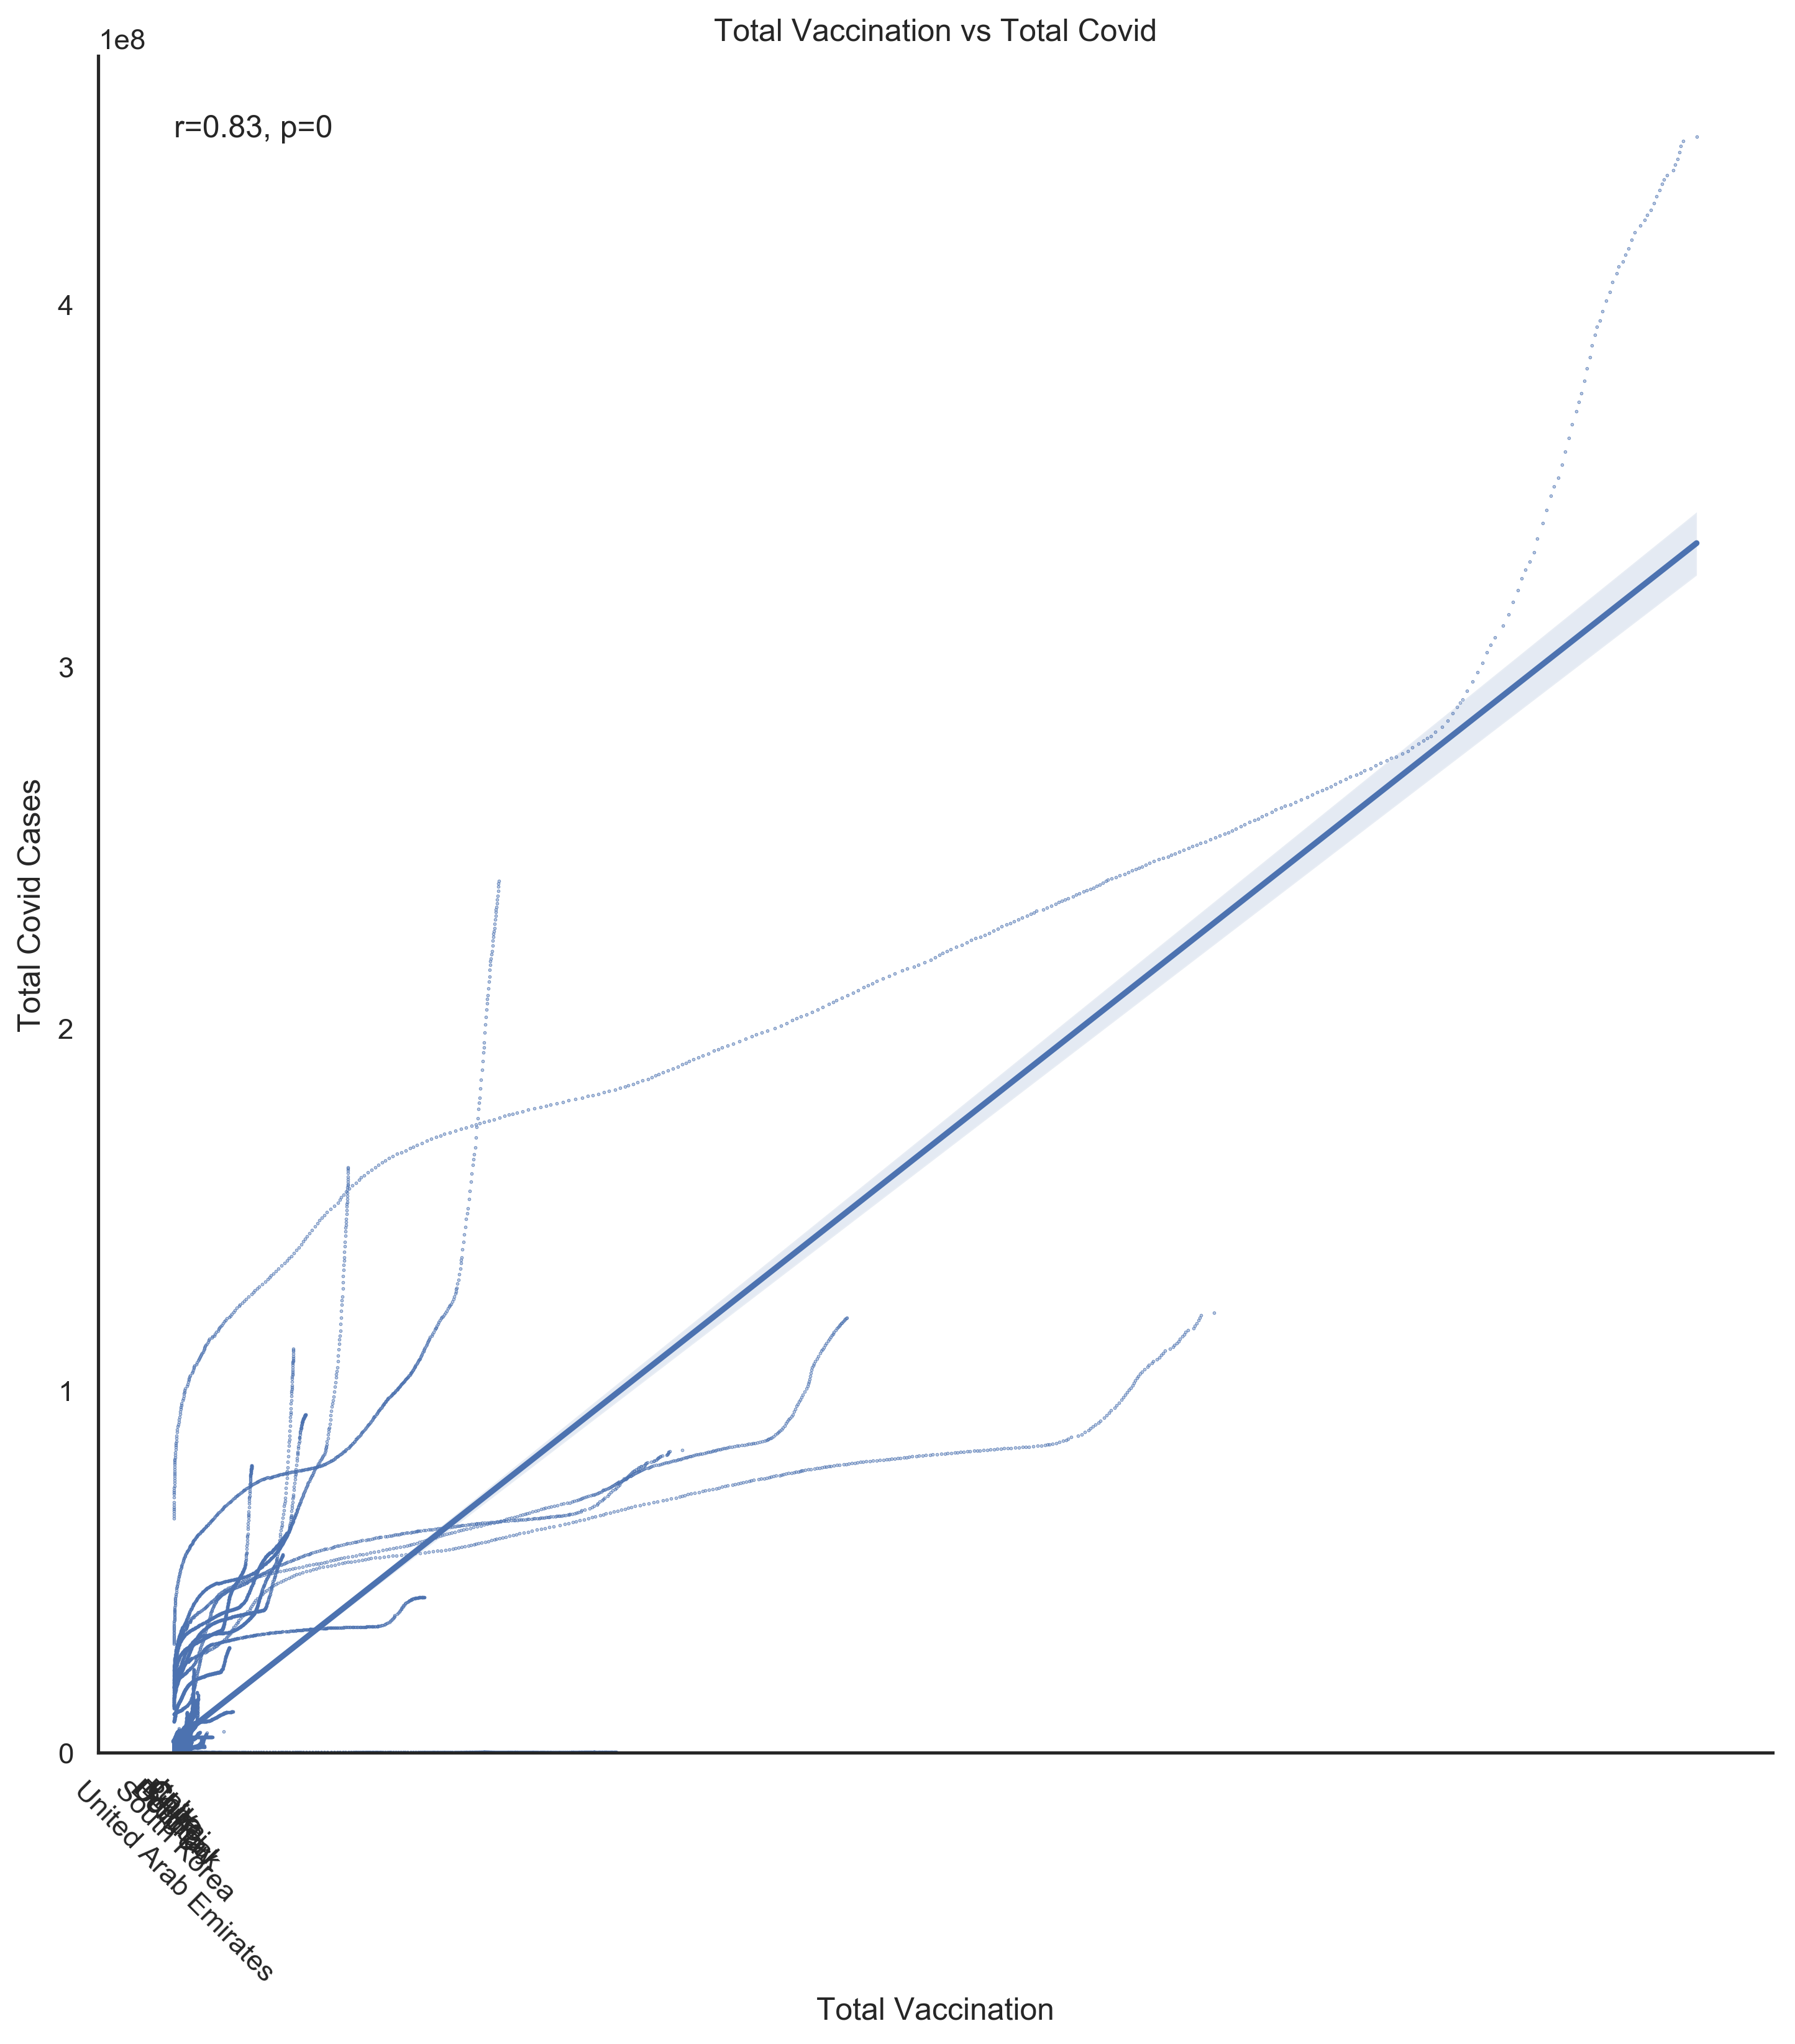 Total Vaccination vs Total Covid
1e8
r=0.83, p=0
4
3
2
1
0
Total Covid Cases
South Korea
United Arab Emirates
Total Vaccination